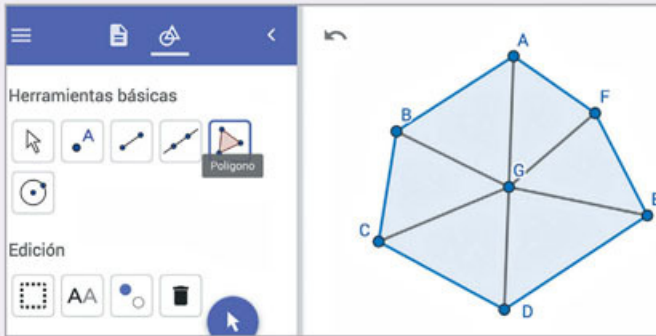 Herramientas básicas
A
Polígono
Edición
AA
A
F
B
G
E
C
D